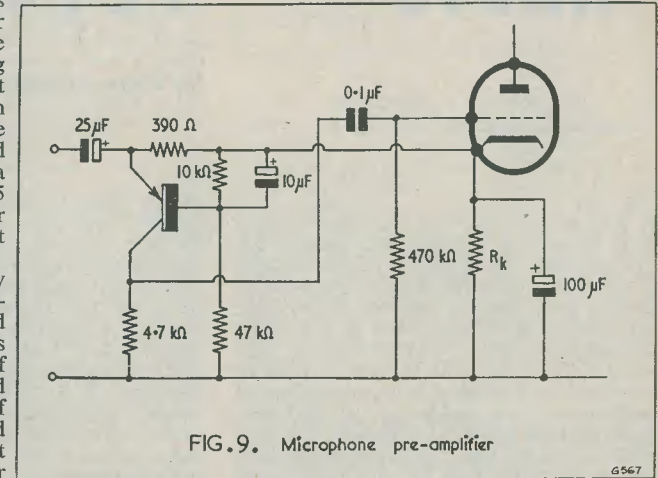 0·1µF
25µF
+
390 Ω
10 kΩ
+
10µF
470 kΩ
Rk
+
100 µF
4·7 kΩ
47 kΩ
FIG.9. Microphone pre-amplifier
G567